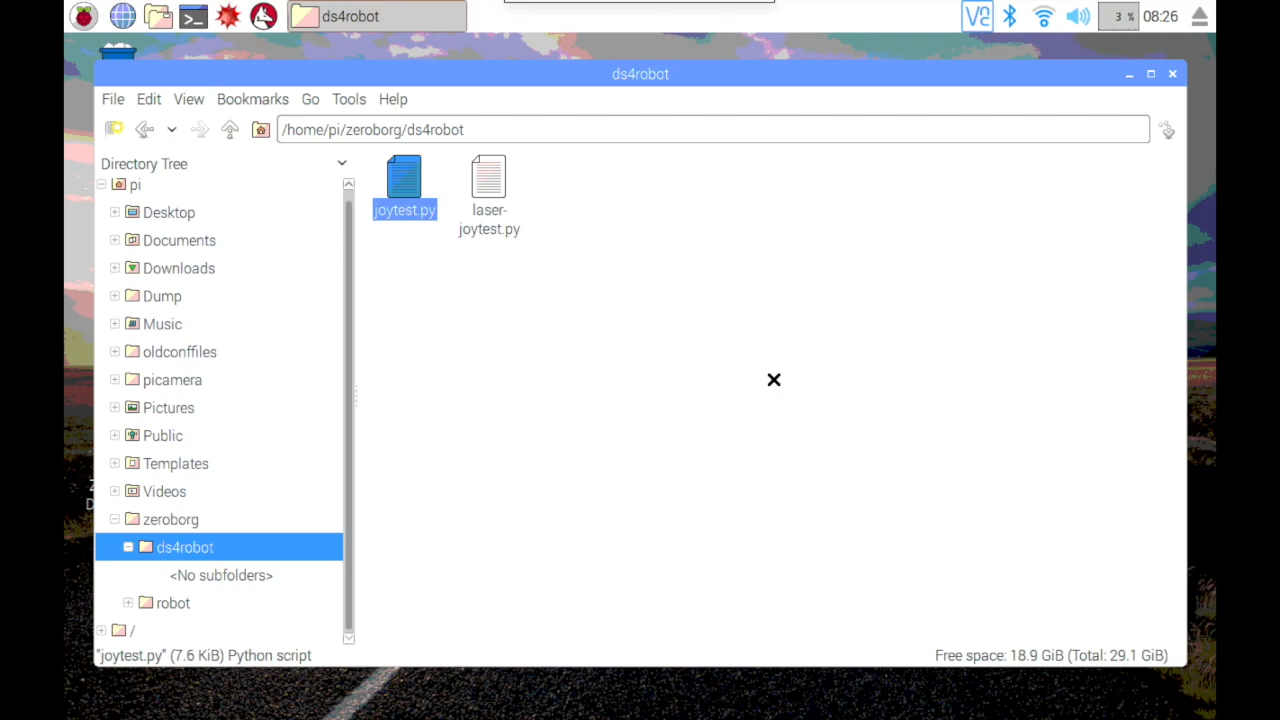 ds4robot
3 %
08:26
ds4robot
File Edit View Bookmarks Go Tools Help
/home/pi/zeroborg/ds4robot
Directory Tree
pi
Desktop
Documents
Downloads
Dump
Music
oldconffiles
picamera
Pictures
Public
Templates
Videos
zeroborg
ds4robot
<No subfolders>
robot
/
joytest.py
laser-
joytest.py
"joytest.py" (7.6 KiB) Python script
Free space: 18.9 GiB (Total: 29.1 GiB)